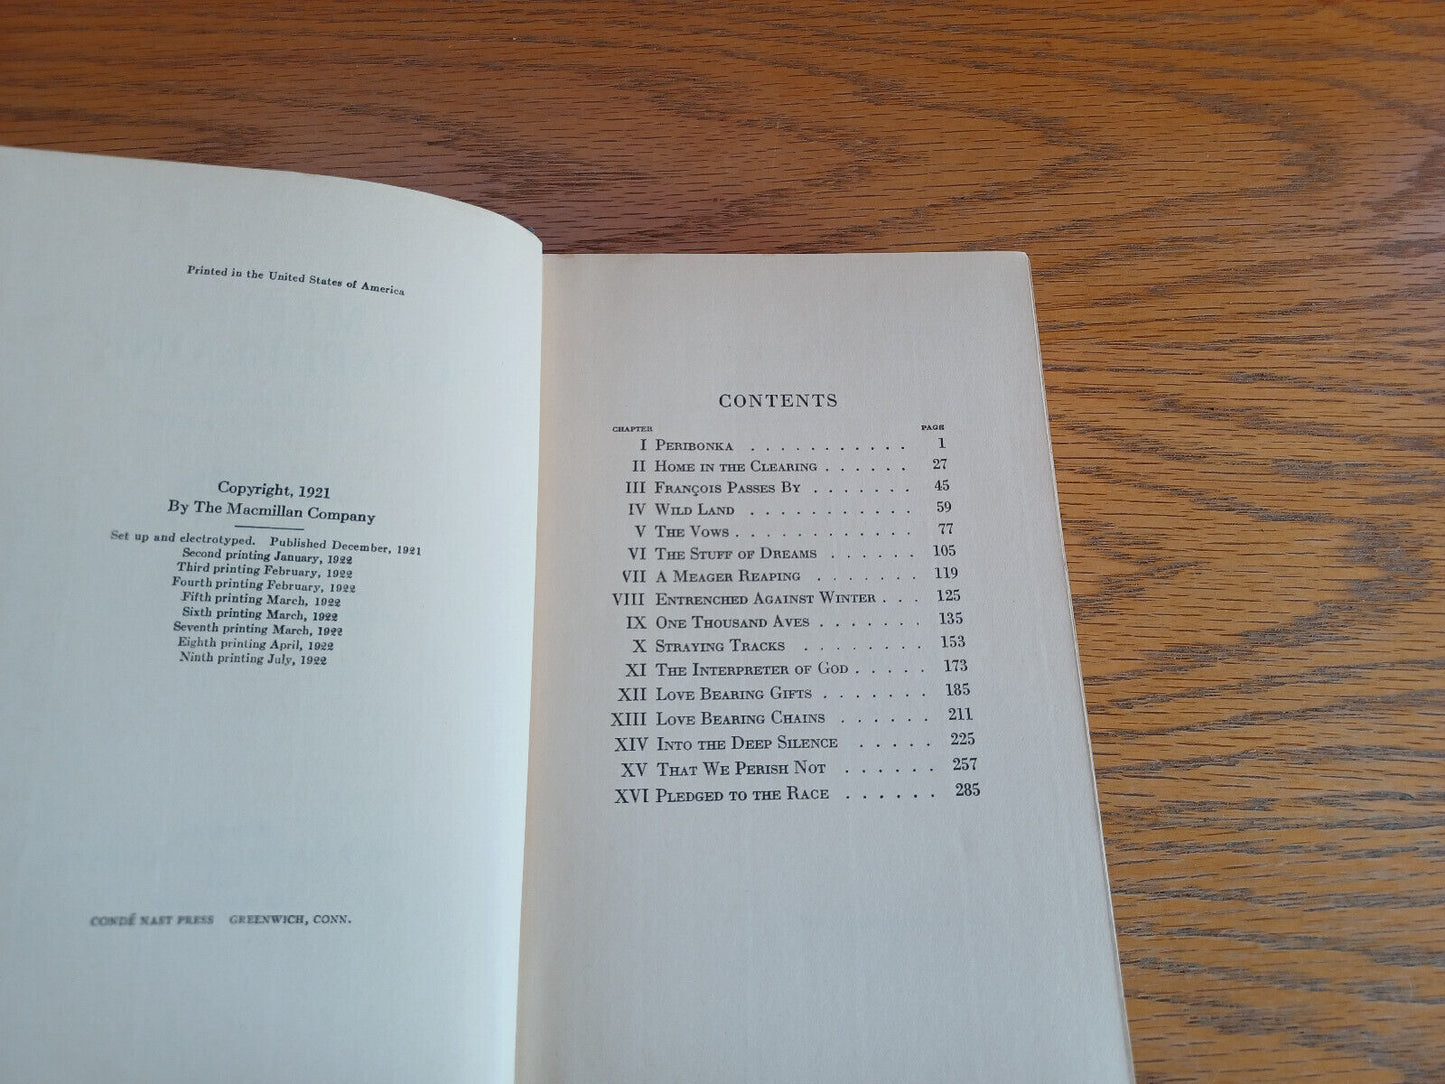 Printed in the United States of America
Copyright, 1921
By The Macmillan Company
Set up and electrotyped. Published December, 1921
Second printing January, 1922
Third printing February, 1922
Fourth printing February, 1922
Fifth printing March, 1922
Sixth printing March, 1922
Seventh printing March, 1922
Eighth printing April, 1922
Ninth printing July, 1922
CONDÉ NAST PRESS GREENWICH, CONN.
CONTENTS
CHAPTER PAGE
I PERIBONKA . . . . . . . . . . . 1
II HOME IN THE CLEARING . . . . . . 27
III FRANÇOIS PASSES BY . . . . . . . 45
IV WILD LAND . . . . . . . . . . . 59
V THE VOWS . . . . . . . . . . . . 77
VI THE STUFF OF DREAMS . . . . . . 105
VII A MEAGER REAPING . . . . . . . 119
VIII ENTRENCHED AGAINST WINTER . . . 125
IX ONE THOUSAND AVES . . . . . . . 135
X STRAYING TRACKS . . . . . . . . 153
XI THE INTERPRETER OF GOD . . . . . 173
XII LOVE BEARING GIFTS . . . . . . . 185
XIII LOVE BEARING CHAINS . . . . . . 211
XIV INTO THE DEEP SILENCE . . . . . 225
XV THAT WE PERISH NOT . . . . . . 257
XVI PLEDGED TO THE RACE . . . . . . 285